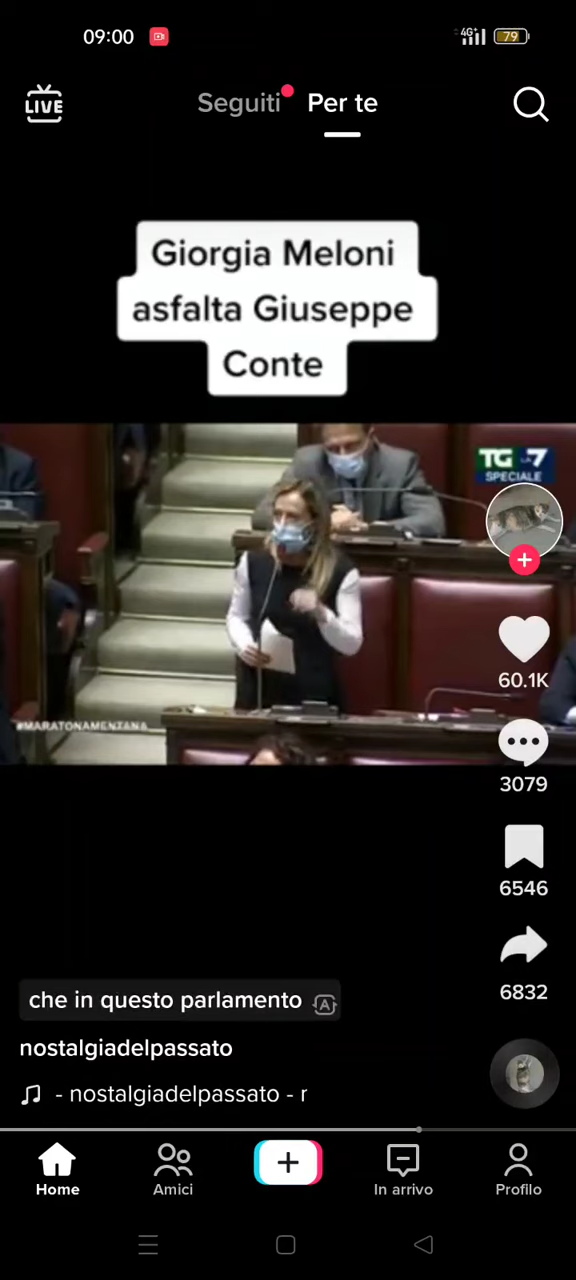 09:00
4G+
79
LIVE
Seguiti
Per te
Giorgia Meloni
asfalta Giuseppe
Conte
TG LA7
SPECIALE
60.1K
#MARATONAMENTANA
3079
6546
6832
che in questo parlamento
A
nostalgiadelpassato
- nostalgiadelpassato - r
Home
Amici
In arrivo
Profilo